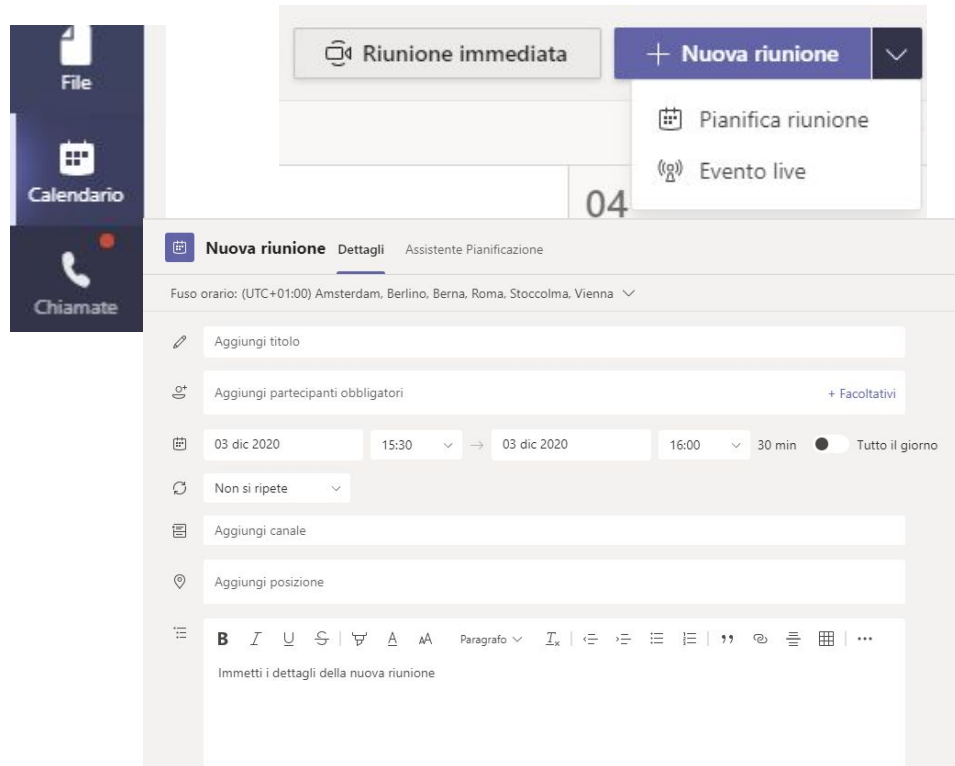 File
Calendario
Chiamate
Riunione immediata
+ Nuova riunione
Pianifica riunione
Evento live
04
Nuova riunione Dettagli Assistente Pianificazione
Fuso orario: (UTC+01:00) Amsterdam, Berlino, Berna, Roma, Stoccolma, Vienna
Aggiungi titolo
Aggiungi partecipanti obbligatori + Facoltativi
03 dic 2020 15:30 → 03 dic 2020 16:00 30 min Tutto il giorno
Non si ripete
Aggiungi canale
Aggiungi posizione
B I U S A AA Paragrafo Tx
Immetti i dettagli della nuova riunione